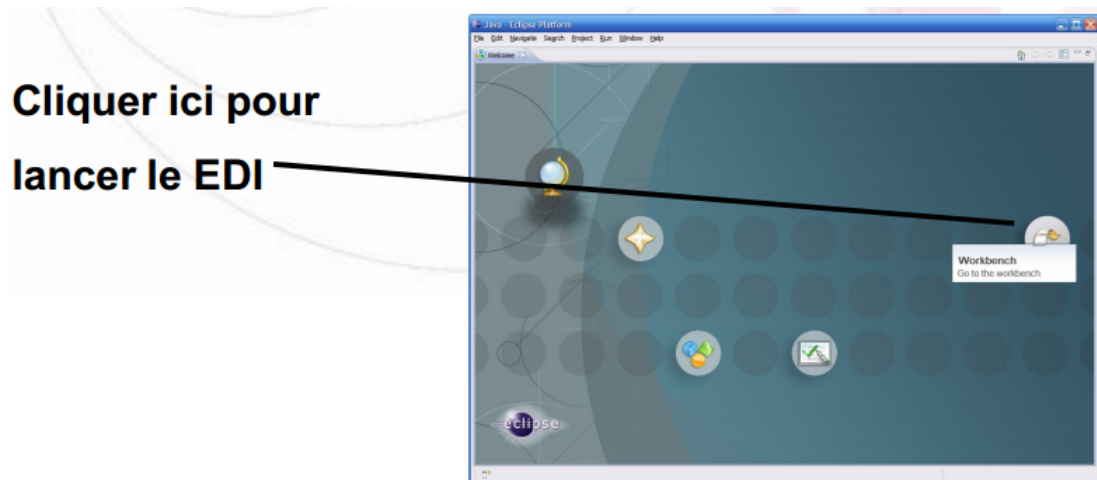 Cliquer ici pour
lancer le EDI
Java - Eclipse Platform
File Edit Navigate Search Project Run Window Help
Welcome
Workbench
Go to the workbench
eclipse